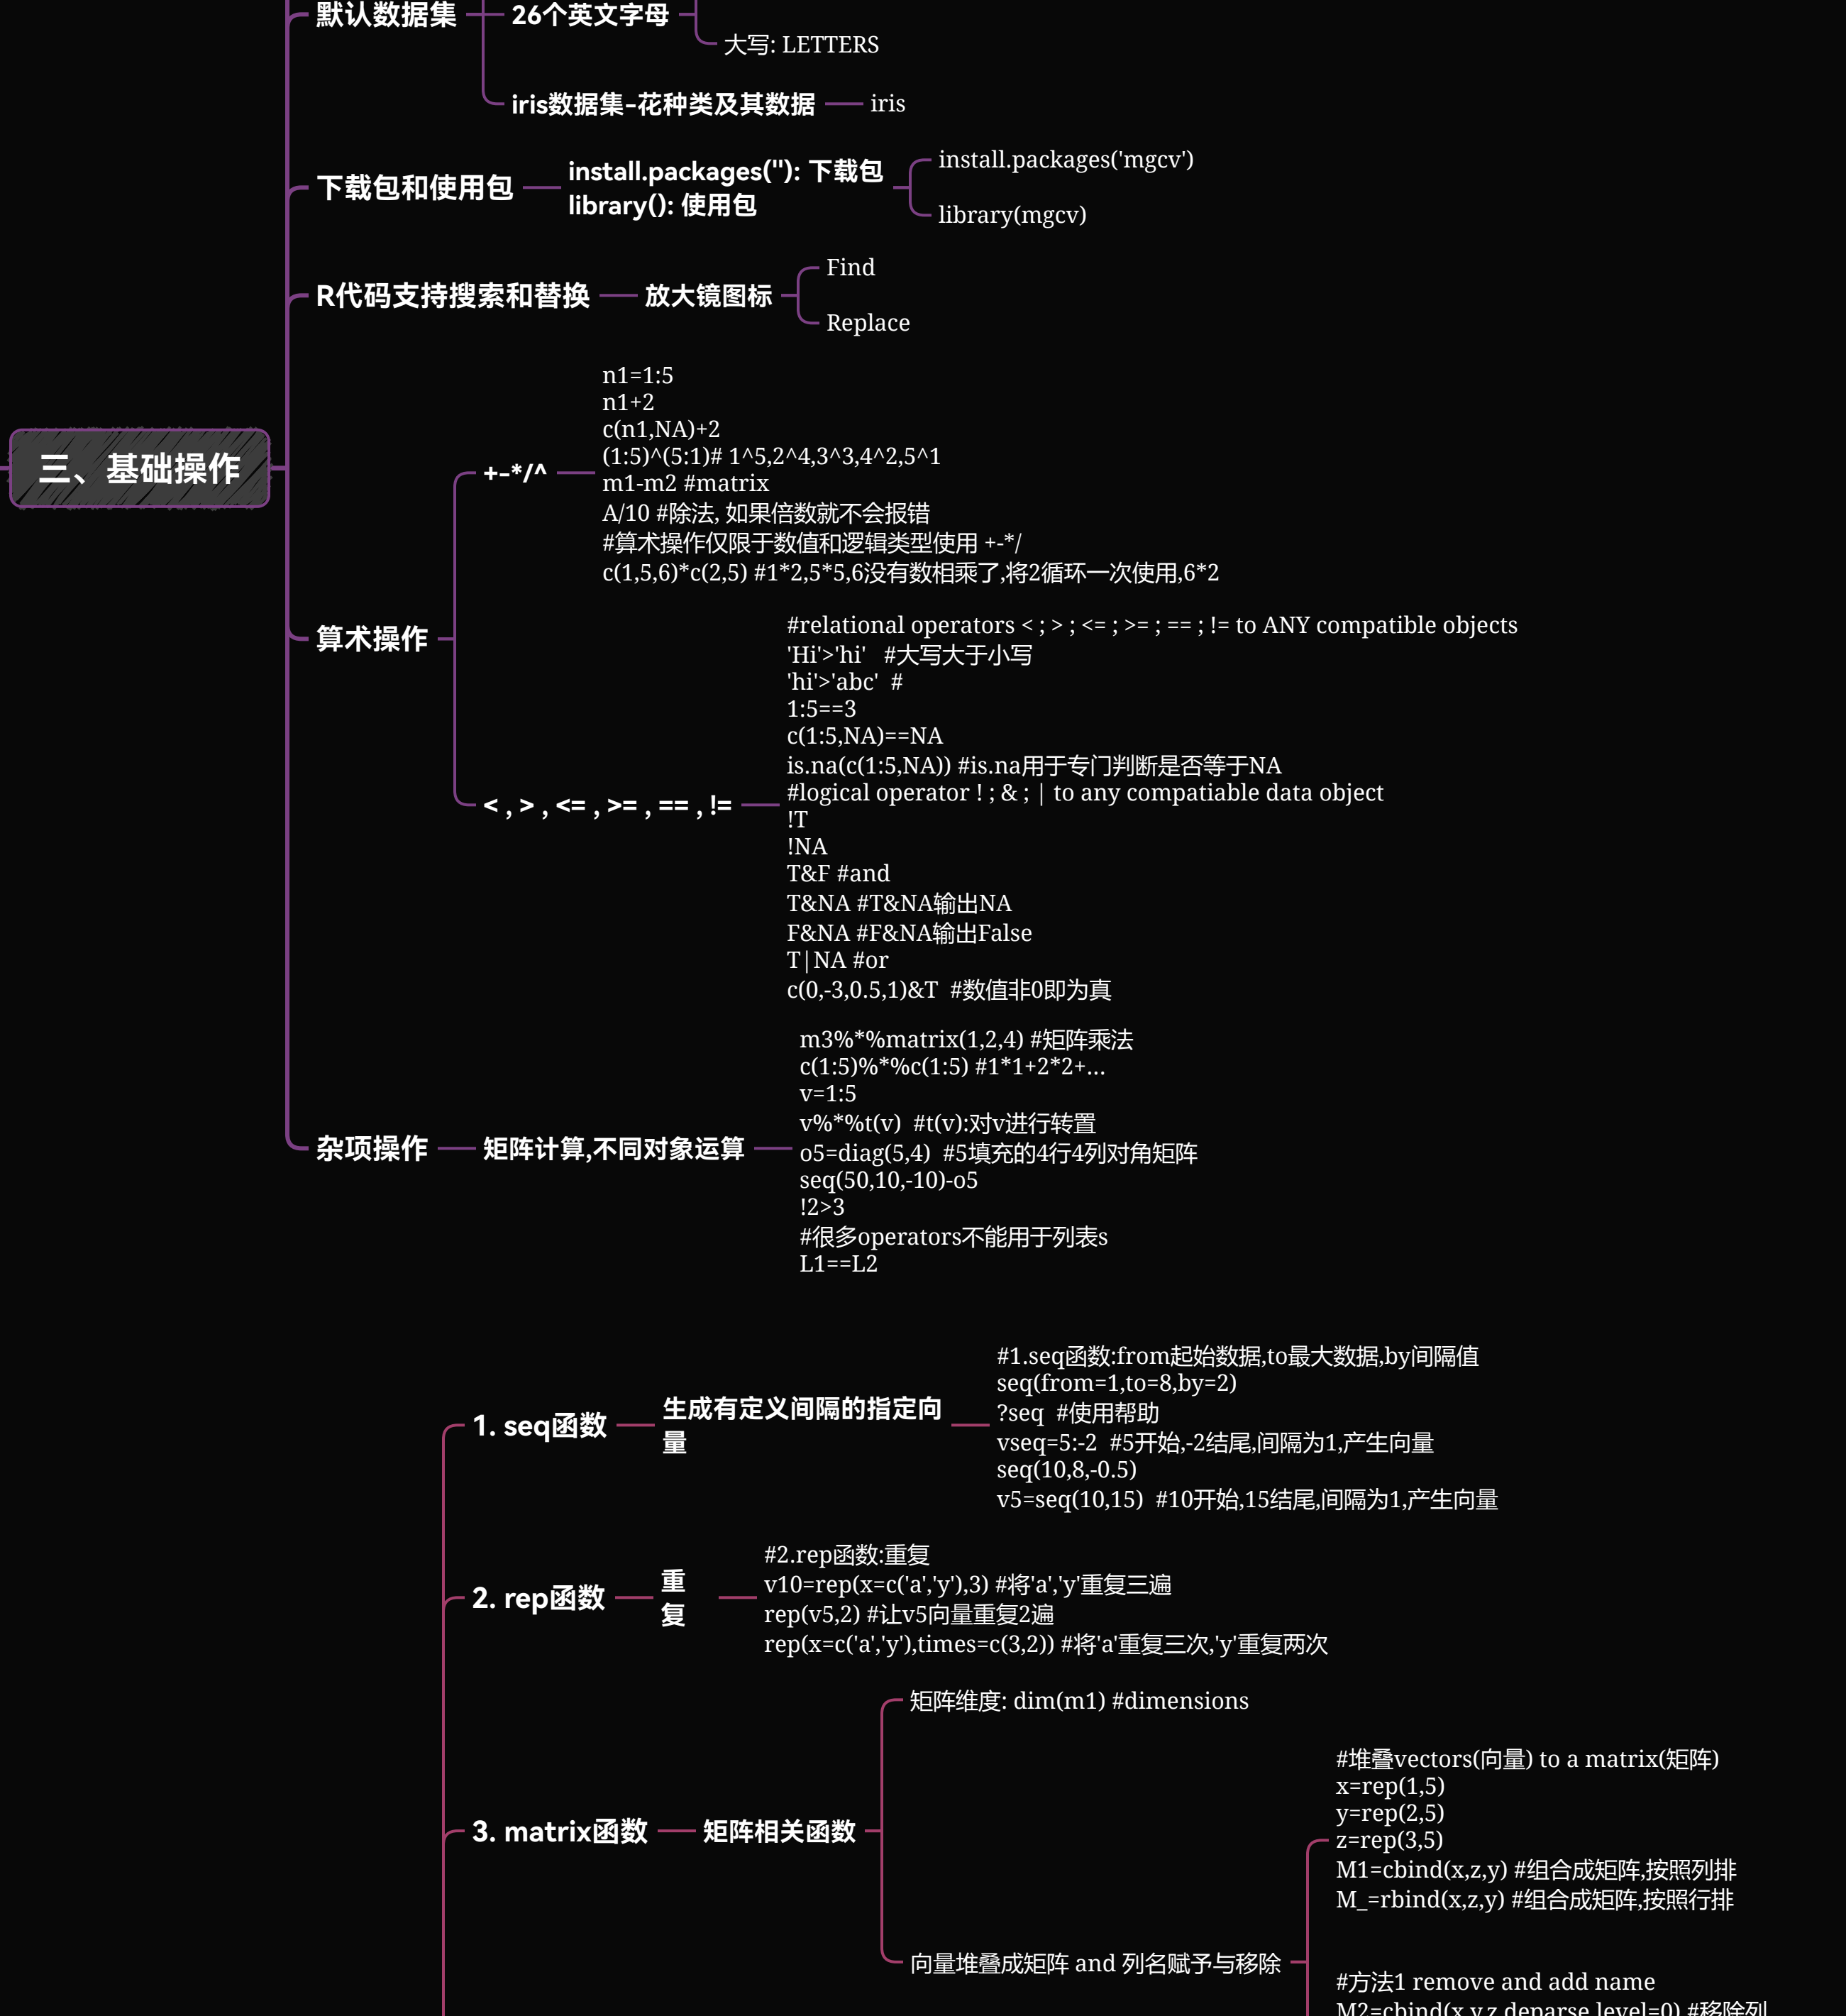 默认数据集
26个英文字母
大写: LETTERS
iris数据集-花种类及其数据
iris
下载包和使用包
install.packages(''): 下载包
library(): 使用包
install.packages('mgcv')
library(mgcv)
R代码支持搜索和替换
放大镜图标
Find
Replace
三、基础操作
算术操作
+-*/^
n1=1:5
n1+2
c(n1,NA)+2
(1:5)^(5:1)# 1^5,2^4,3^3,4^2,5^1
m1-m2 #matrix
A/10 #除法, 如果倍数就不会报错
#算术操作仅限于数值和逻辑类型使用 +-*/
c(1,5,6)*c(2,5) #1*2,5*5,6没有数相乘了,将2循环一次使用,6*2
< , > , <= , >= , == , !=
#relational operators < ; > ; <= ; >= ; == ; != to ANY compatible objects
'Hi'>'hi'   #大写大于小写
'hi'>'abc'  #
1:5==3
c(1:5,NA)==NA
is.na(c(1:5,NA)) #is.na用于专门判断是否等于NA
#logical operator ! ; & ; | to any compatiable data object
!T
!NA
T&F #and
T&NA #T&NA输出NA
F&NA #F&NA输出False
T|NA #or
c(0,-3,0.5,1)&T  #数值非0即为真
杂项操作
矩阵计算,不同对象运算
m3%*%matrix(1,2,4) #矩阵乘法
c(1:5)%*%c(1:5) #1*1+2*2+...
v=1:5
v%*%t(v)  #t(v):对v进行转置
o5=diag(5,4)  #5填充的4行4列对角矩阵
seq(50,10,-10)-o5
!2>3
#很多operators不能用于列表s
L1==L2
1. seq函数
生成有定义间隔的指定向
量
#1.seq函数:from起始数据,to最大数据,by间隔值
seq(from=1,to=8,by=2)
?seq  #使用帮助
vseq=5:-2  #5开始,-2结尾,间隔为1,产生向量
seq(10,8,-0.5)
v5=seq(10,15)  #10开始,15结尾,间隔为1,产生向量
2. rep函数
重
复
#2.rep函数:重复
v10=rep(x=c('a','y'),3) #将'a','y'重复三遍
rep(v5,2) #让v5向量重复2遍
rep(x=c('a','y'),times=c(3,2)) #将'a'重复三次,'y'重复两次
3. matrix函数
矩阵相关函数
矩阵维度: dim(m1) #dimensions
向量堆叠成矩阵 and 列名赋予与移除
#堆叠vectors(向量) to a matrix(矩阵)
x=rep(1,5)
y=rep(2,5)
z=rep(3,5)
M1=cbind(x,z,y) #组合成矩阵,按照列排
M_=rbind(x,z,y) #组合成矩阵,按照行排
#方法1 remove and add name
M2=cbind(x,y,z,deparse.level=0) #移除列